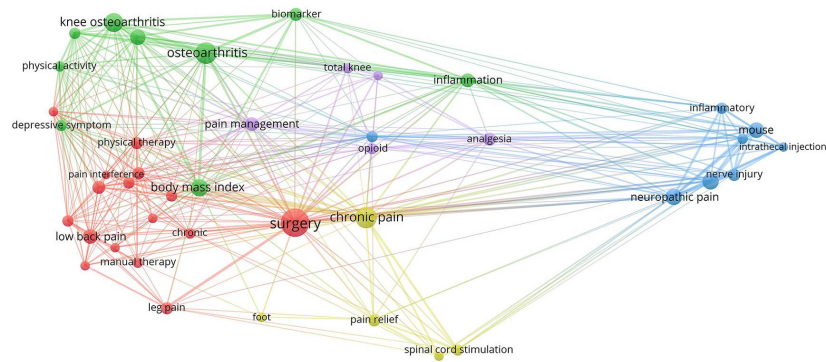 biomarker
knee osteoarthritis
osteoarthritis
total knee
physical activity
inflammation
inflammatory
depressive symptom
pain management
mouse
physical therapy
opioid
analgesia
intrathecal injection
pain interference
body mass index
nerve injury
neuropathic pain
surgery
chronic pain
low back pain
chronic
manual therapy
leg pain
foot
pain relief
spinal cord stimulation